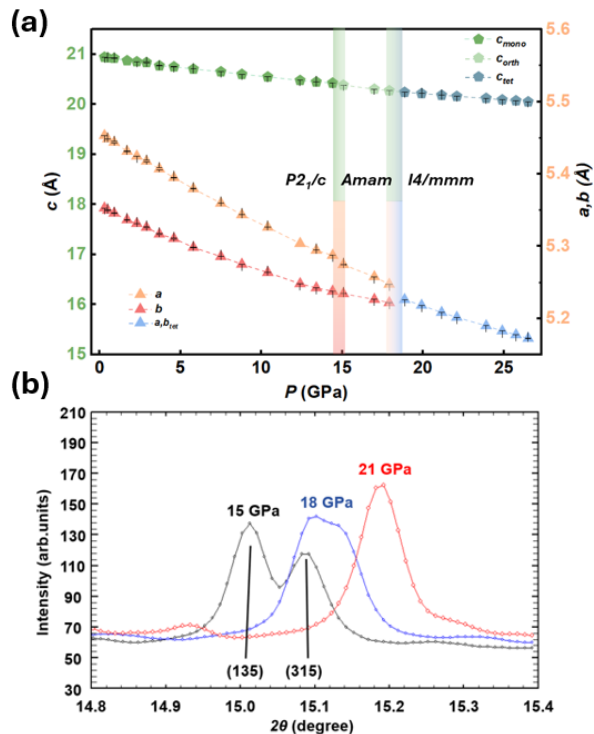 (a)
21
20
19
18
17
16
15
c (Å)
c_mono
c_orth
c_tet
P2₁/c Amam I4/mmm
a
b
a,b_tet
5.6
5.5
5.4
5.3
5.2
a,b (Å)
0 5 10 15 20 25
P (GPa)
(b)
210
190
170
150
130
110
90
70
50
30
Intensity (arb.units)
21 GPa
15 GPa
18 GPa
(135)
(315)
14.8 14.9 15.0 15.1 15.2 15.3 15.4
2θ (degree)